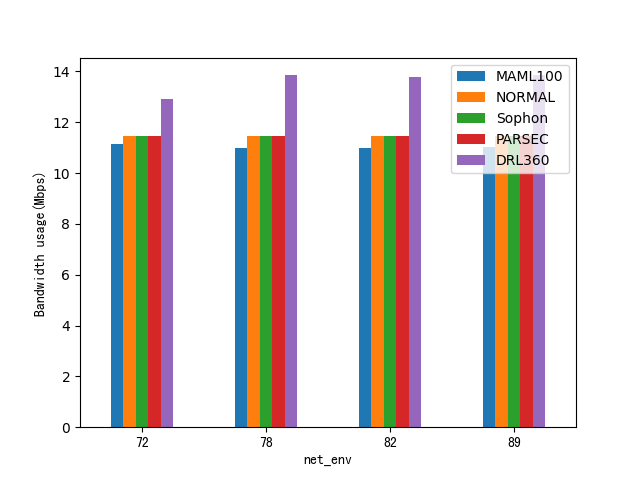 14
12
10
8
6
4
2
0
Bandwidth usage(Mbps)
MAML100
NORMAL
Sophon
PARSEC
DRL360
72 78 82 89
net_env